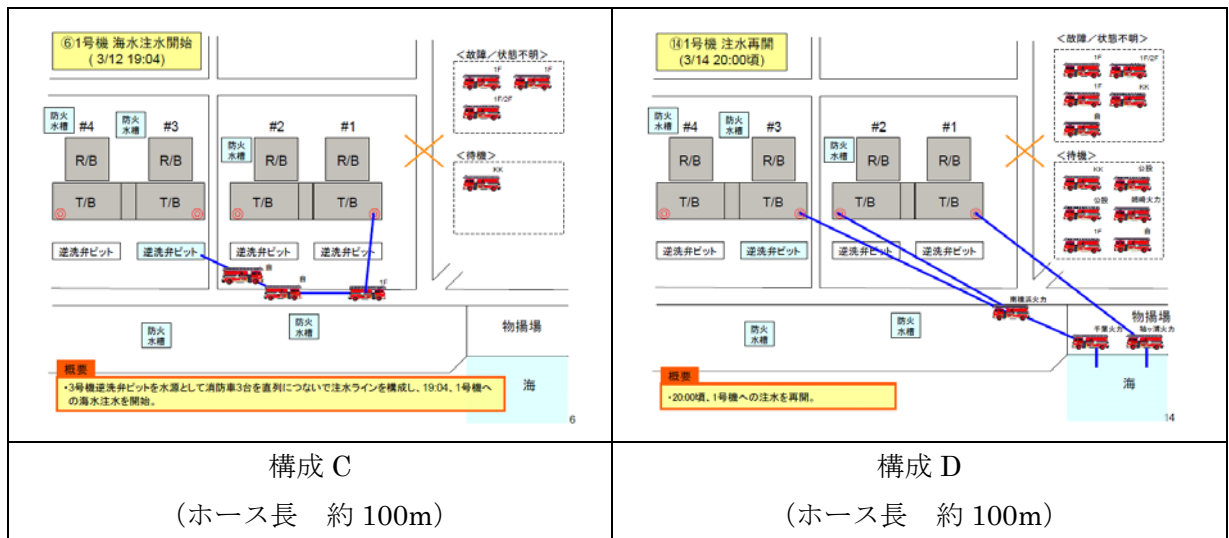 ⑥1号機 海水注水開始
( 3/12 19:04)
<故障/状態不明>
1F
1F
1F/2F
<待機>
KK
防火
水槽
#4
防火
水槽
#3
#2
#1
防火
水槽
R/B
R/B
R/B
R/B
T/B
T/B
T/B
T/B
逆洗弁ピット
逆洗弁ピット
逆洗弁ピット
逆洗弁ピット
自
自
1F
防火
水槽
防火
水槽
物揚場
海
概要
・3号機逆洗弁ピットを水源として消防車3台を直列につないで注水ラインを構成し、19:04、1号機へ
の海水注水を開始。
6
構成 C
(ホース長 約 100m)
⑭1号機 注水再開
(3/14 20:00頃)
<故障/状態不明>
1F
1F/2F
1F
KK
自
<待機>
KK
公設
公設
姉崎火力
1F
自
防火
水槽
#4
防火
水槽
#3
#2
#1
防火
水槽
R/B
R/B
R/B
R/B
T/B
T/B
T/B
T/B
逆洗弁ピット
逆洗弁ピット
逆洗弁ピット
逆洗弁ピット
南横浜火力
物揚場
千葉火力
袖ヶ浦火力
防火
水槽
防火
水槽
海
概要
・20:00頃、1号機への注水を再開。
14
構成 D
(ホース長 約 100m)